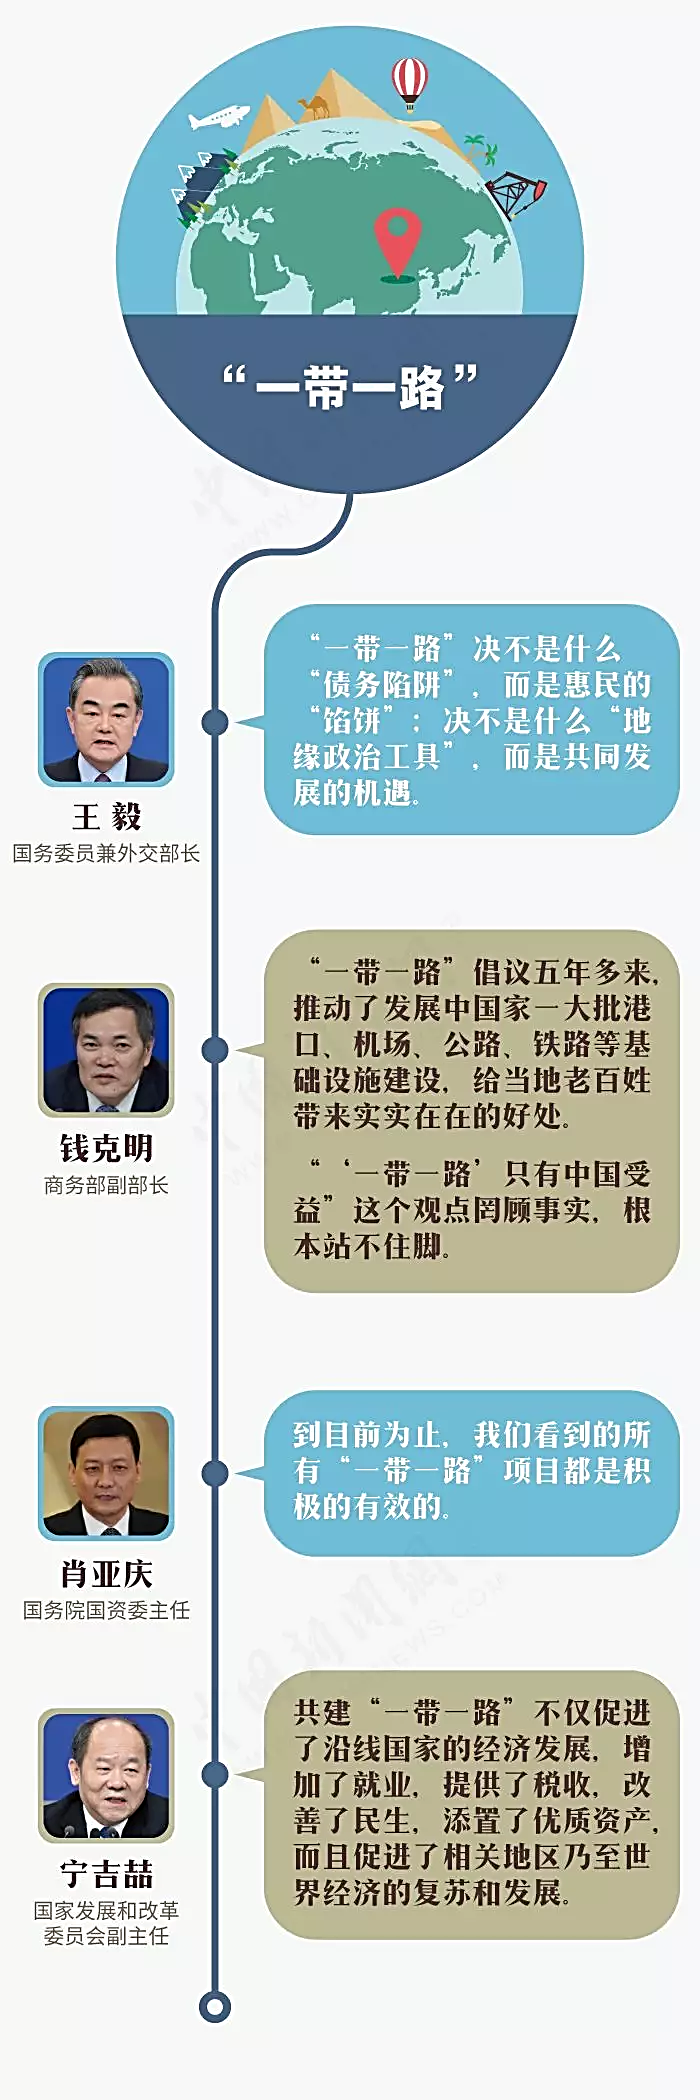 “一带一路”
“一带一路”决不是什么
“债务陷阱”，而是惠民的
“馅饼”；决不是什么“地
缘政治工具”，而是共同发
展的机遇。
王 毅
国务委员兼外交部长
“一带一路”倡议五年多来，
推动了发展中国家一大批港
口、机场、公路、铁路等基
础设施建设，给当地老百姓
带来实实在在的好处。
“‘一带一路’只有中国受
益”这个观点罔顾事实，根
本站不住脚。
钱克明
商务部副部长
到目前为止，我们看到的所
有“一带一路”项目都是积
极的有效的。
肖亚庆
国务院国资委主任
共建“一带一路”不仅促进
了沿线国家的经济发展，增
加了就业，提供了税收，改
善了民生，添置了优质资产，
而且促进了相关地区乃至世
界经济的复苏和发展。
宁吉喆
国家发展和改革
委员会副主任